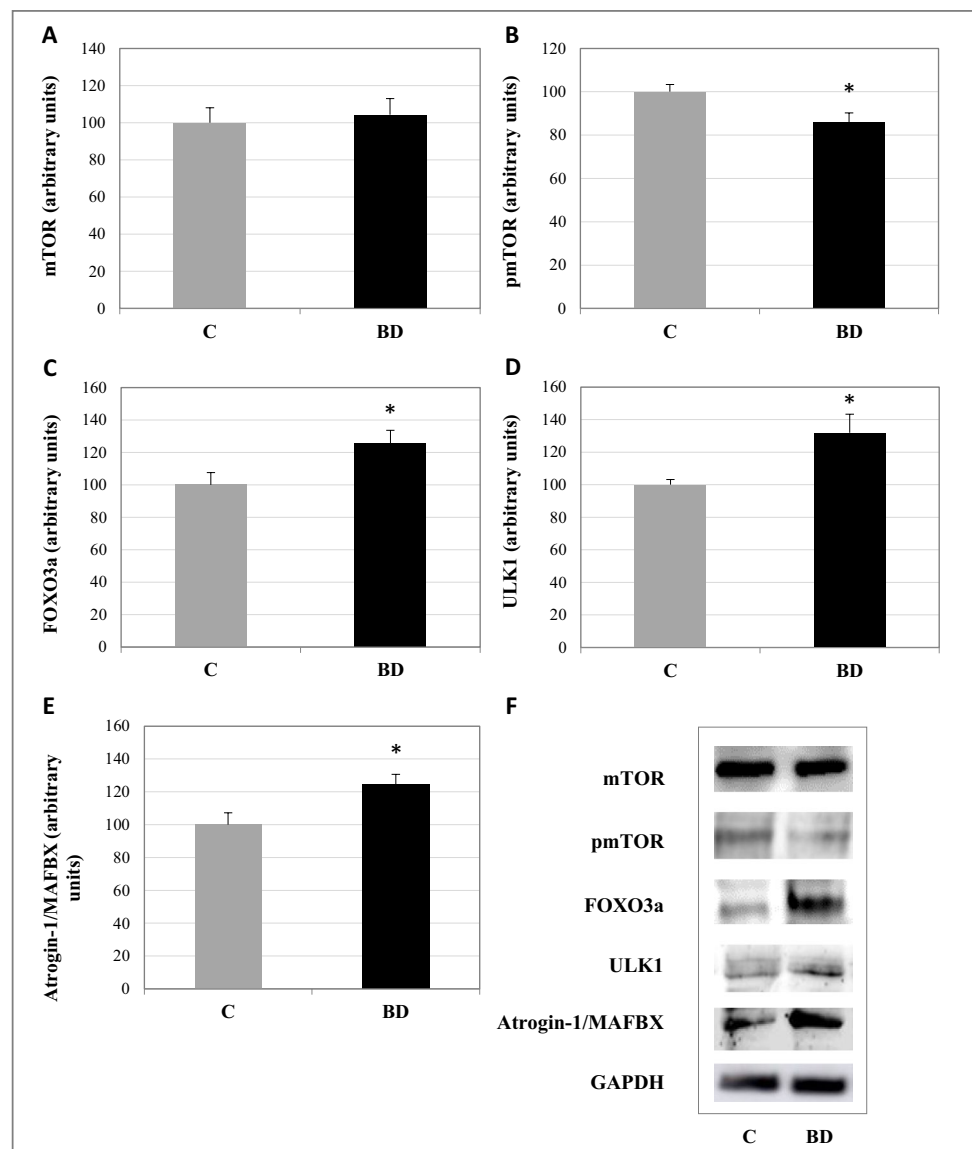 A
mTOR (arbitrary units)
140
120
100
80
60
40
20
0
C BD
B
pmTOR (arbitrary units)
120
100
80
60
40
20
0
*
C BD
C
FOXO3a (arbitrary units)
160
140
120
100
80
60
40
20
0
*
C BD
D
ULK1 (arbitrary units)
160
140
120
100
80
60
40
20
0
*
C BD
E
Atrogin-1/MAFBX (arbitrary
units)
160
140
120
100
80
60
40
20
0
*
C BD
F
mTOR
pmTOR
FOXO3a
ULK1
Atrogin-1/MAFBX
GAPDH
C BD